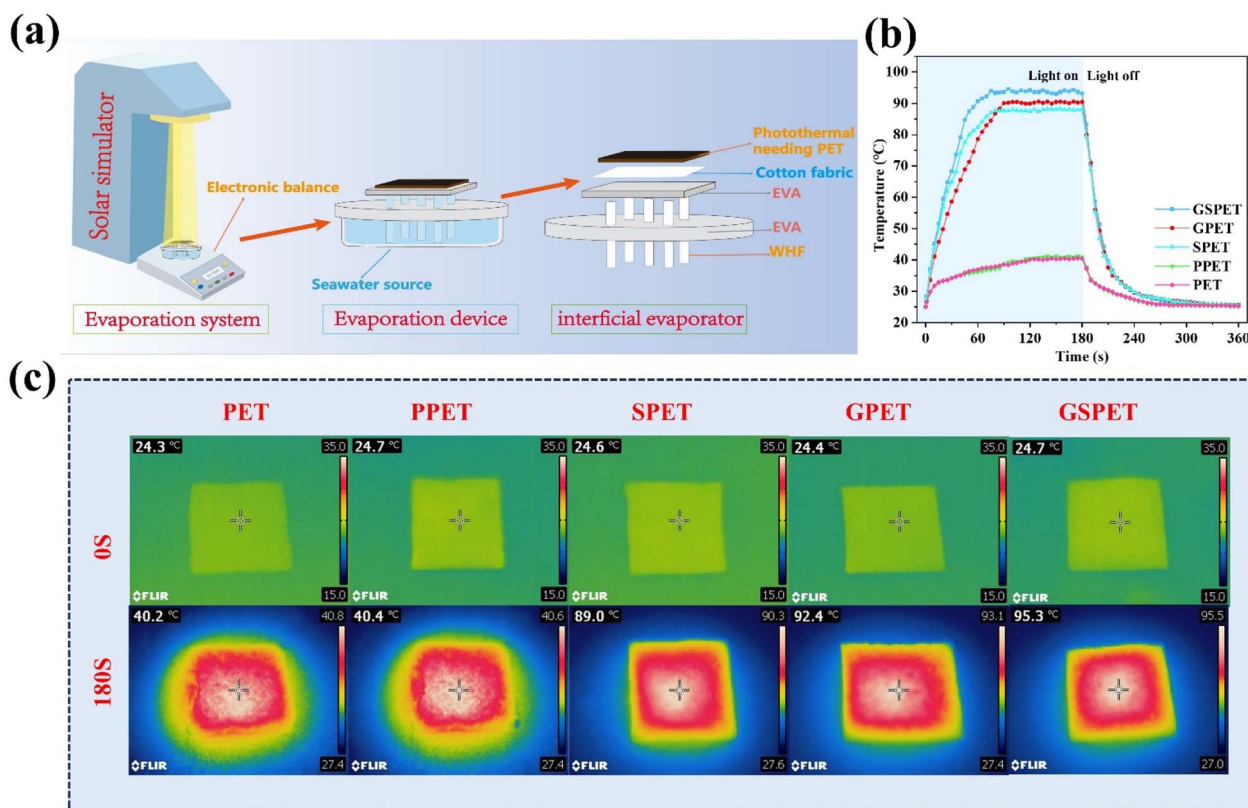 (a)
Solar simulator
Electronic balance
Evaporation system
Seawater source
Evaporation device
Photothermal
needing PET
Cotton fabric
EVA
EVA
WHF
interficial evaporator
(b)
Temperature (°C)
100
90
80
70
60
50
40
30
20
Light on
Light off
GSPET
GPET
SPET
PPET
PET
0
60
120
180
240
300
360
Time (s)
(c)
PET
PPET
SPET
GPET
GSPET
0S
24.3 °C
35.0
15.0
FLIR
24.7 °C
35.0
15.0
FLIR
24.6 °C
35.0
15.0
FLIR
24.4 °C
35.0
15.0
FLIR
24.7 °C
35.0
15.0
FLIR
180S
40.2 °C
40.8
27.4
FLIR
40.4 °C
40.6
27.4
FLIR
89.0 °C
90.3
27.6
FLIR
92.4 °C
93.1
27.4
FLIR
95.3 °C
95.5
27.0
FLIR